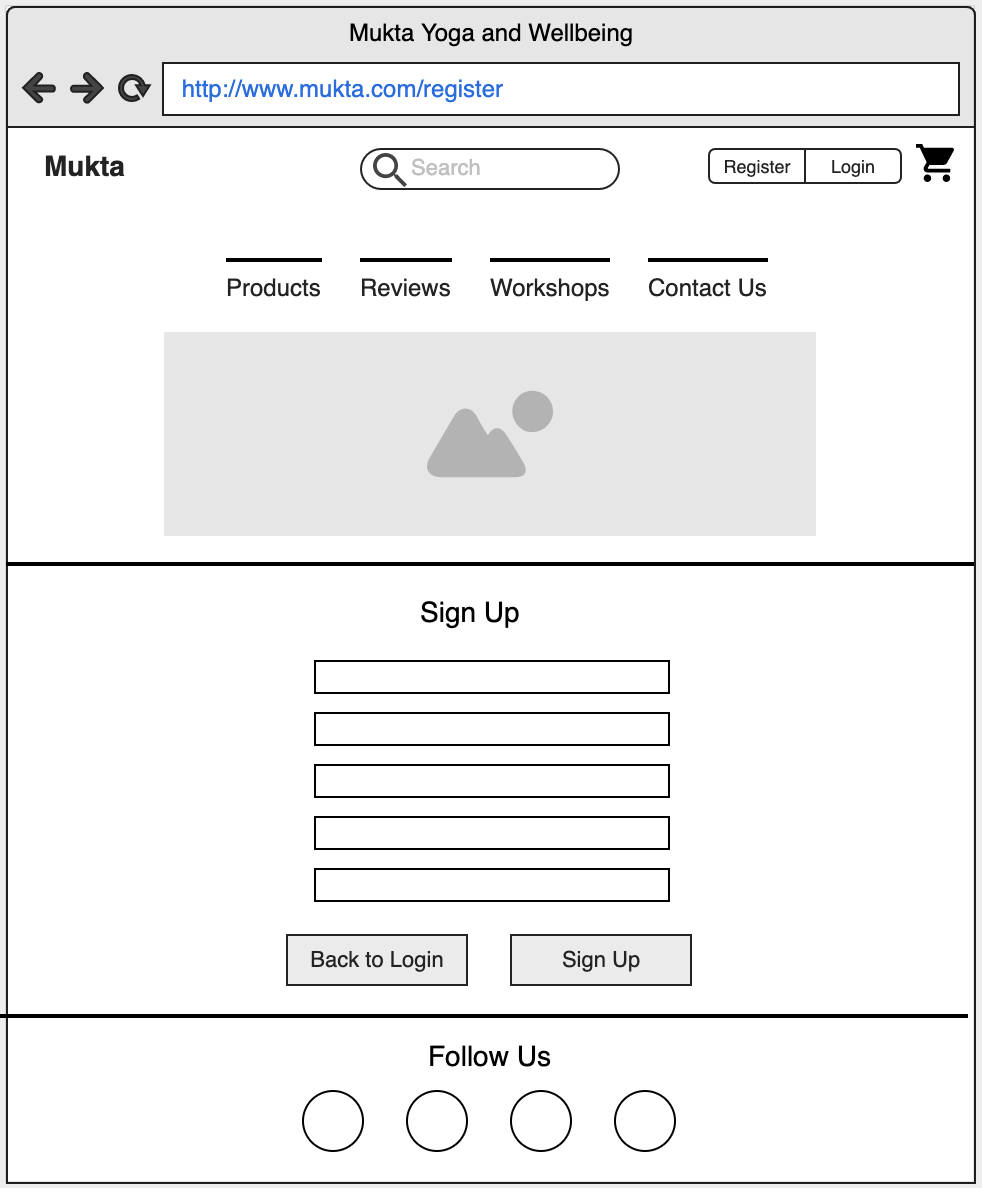 Mukta Yoga and Wellbeing
http://www.mukta.com/register
Mukta
Search
Register
Login
Products
Reviews
Workshops
Contact Us
Sign Up
Back to Login
Sign Up
Follow Us